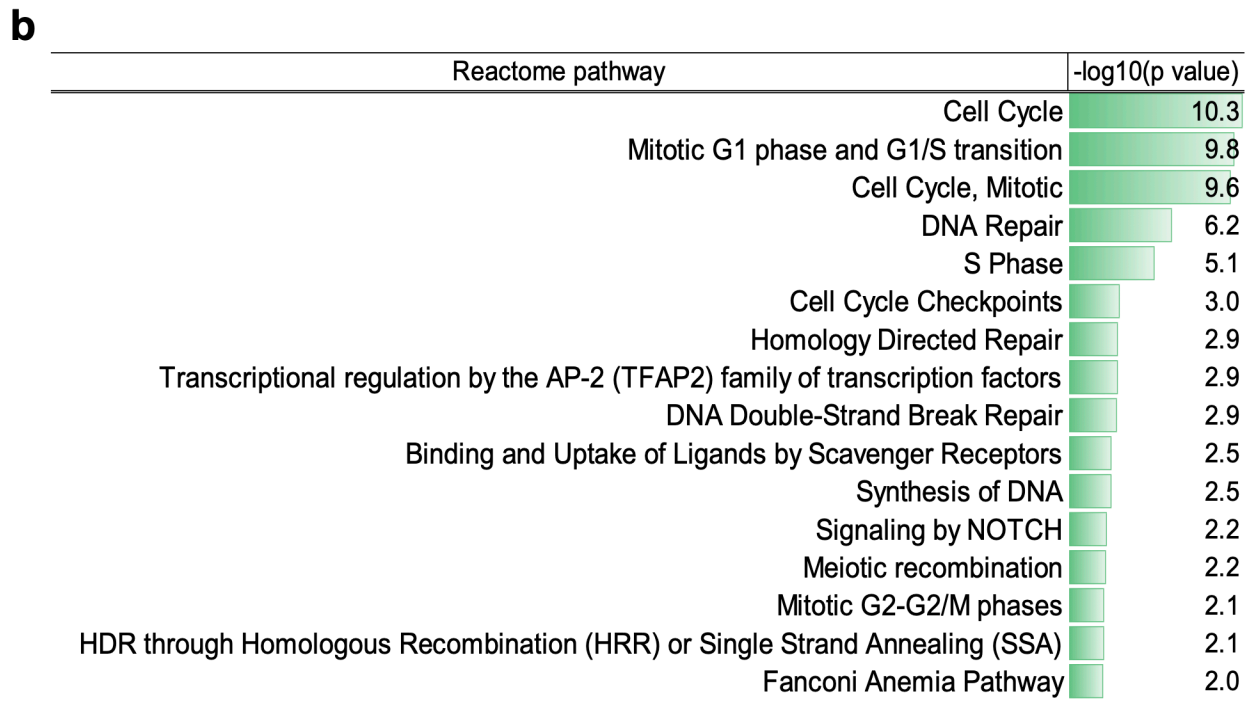 b
Reactome pathway -log10(p value)
Cell Cycle 10.3
Mitotic G1 phase and G1/S transition 9.8
Cell Cycle, Mitotic 9.6
DNA Repair 6.2
S Phase 5.1
Cell Cycle Checkpoints 3.0
Homology Directed Repair 2.9
Transcriptional regulation by the AP-2 (TFAP2) family of transcription factors 2.9
DNA Double-Strand Break Repair 2.9
Binding and Uptake of Ligands by Scavenger Receptors 2.5
Synthesis of DNA 2.5
Signaling by NOTCH 2.2
Meiotic recombination 2.2
Mitotic G2-G2/M phases 2.1
HDR through Homologous Recombination (HRR) or Single Strand Annealing (SSA) 2.1
Fanconi Anemia Pathway 2.0